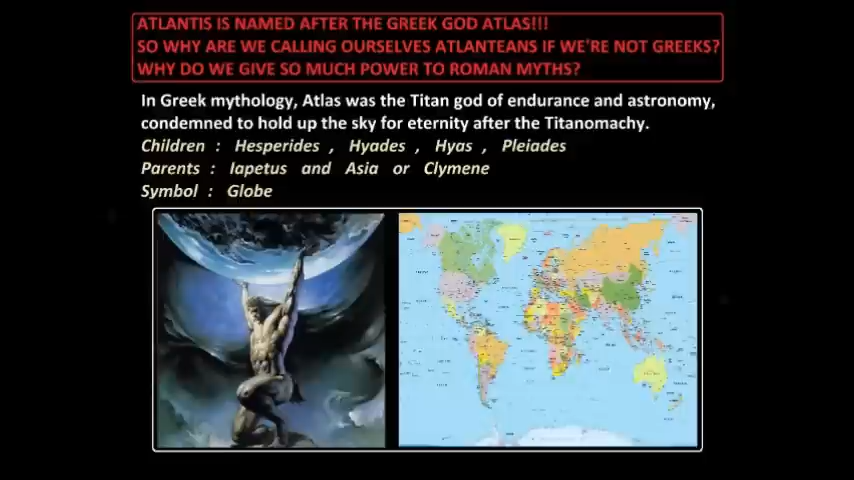 ATLANTIS IS NAMED AFTER THE GREEK GOD ATLAS!!!
SO WHY ARE WE CALLING OURSELVES ATLANTEANS IF WE'RE NOT GREEKS?
WHY DO WE GIVE SO MUCH POWER TO ROMAN MYTHS?
In Greek mythology, Atlas was the Titan god of endurance and astronomy,
condemned to hold up the sky for eternity after the Titanomachy.
Children : Hesperides , Hyades , Hyas , Pleiades
Parents : Iapetus and Asia or Clymene
Symbol : Globe